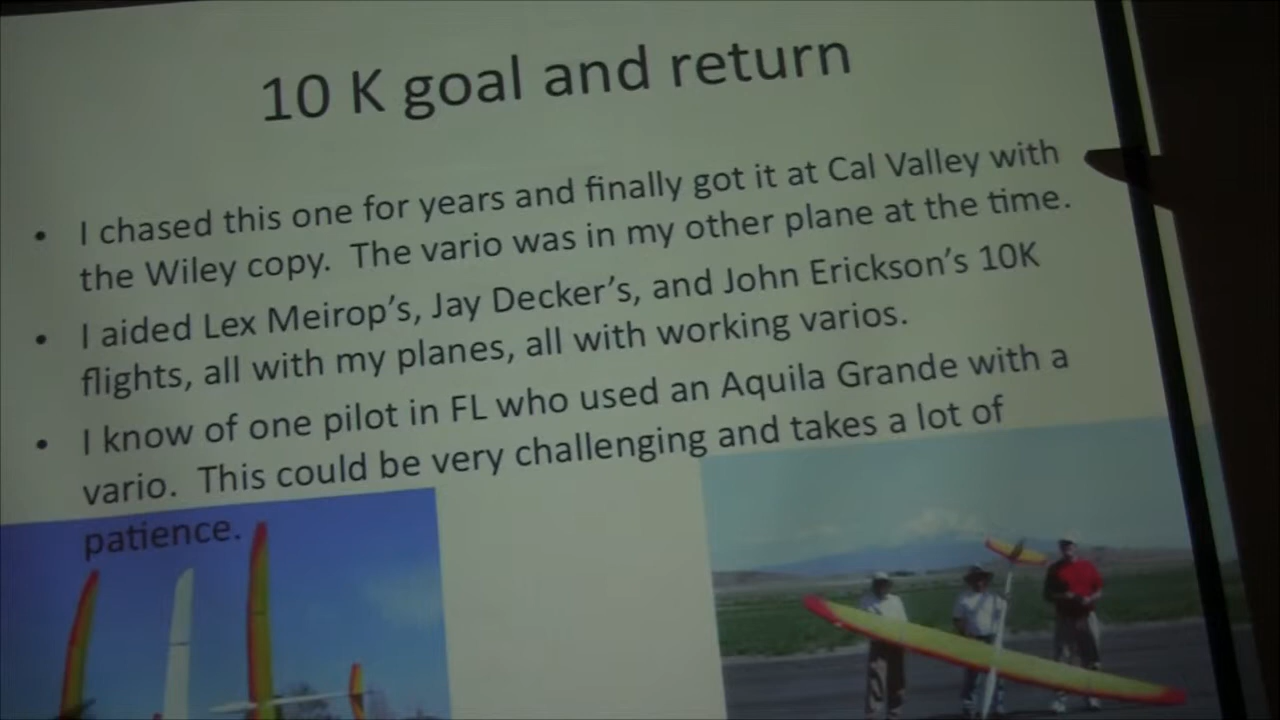 10 K goal and return
• I chased this one for years and finally got it at Cal Valley with
the Wiley copy. The vario was in my other plane at the time.
• I aided Lex Meirop's, Jay Decker's, and John Erickson's 10K
flights, all with my planes, all with working varios.
• I know of one pilot in FL who used an Aquila Grande with a
vario. This could be very challenging and takes a lot of
patience.